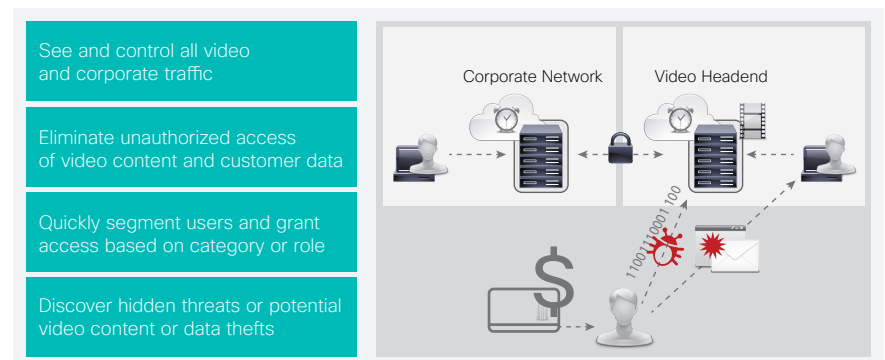 See and control all video
and corporate traffic
Eliminate unauthorized access
of video content and customer data
Quickly segment users and grant
access based on category or role
Discover hidden threats or potential
video content or data thefts
Corporate Network
Video Headend
11001110001100
$